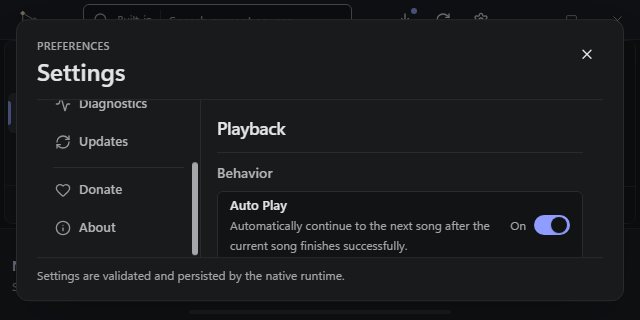 PREFERENCES
Settings
Diagnostics
Updates
Donate
About
Playback
Behavior
Auto Play
Automatically continue to the next song after the
current song finishes successfully.
On
Settings are validated and persisted by the native runtime.